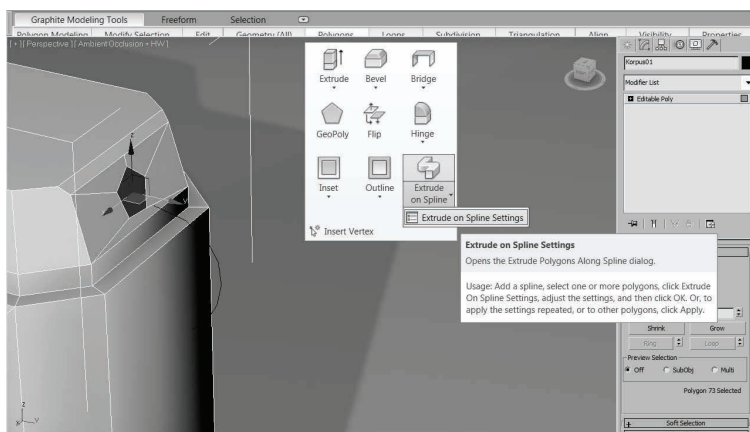 Graphite Modeling Tools Freeform Selection
Polygon Modeling Modify Selection Edit Geometry (All) Polygons Loops Subdivision Triangulation Align Visibility Properties
[ + ] [ Perspective ] [ Ambient Occlusion + HW ]
Extrude Bevel Bridge
GeoPoly Flip Hinge
Inset Outline Extrude
on Spline
Extrude on Spline Settings
Insert Vertex
Extrude on Spline Settings
Opens the Extrude Polygons Along Spline dialog.
Usage: Add a spline, select one or more polygons, click Extrude
On Spline Settings, adjust the settings, and then click OK. Or, to
apply the settings repeated, or to other polygons, click Apply.
Korpus01
Modifier List
Editable Poly
Shrink Grow
Ring Loop
Preview Selection
Off SubObj Multi
Polygon 73 Selected
+ Soft Selection
z
y
z
x y